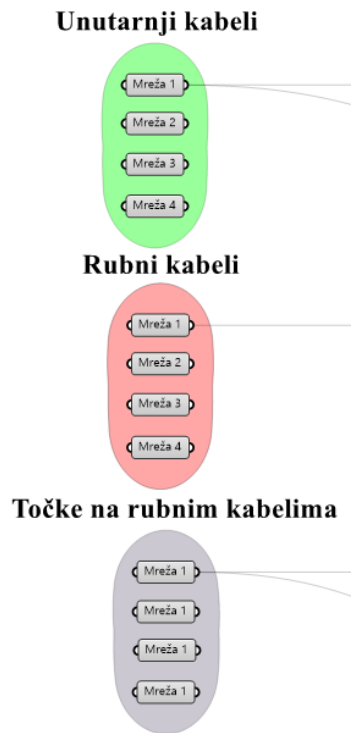 Unutarnji kabeli
Mreža 1
Mreža 2
Mreža 3
Mreža 4
Rubni kabeli
Mreža 1
Mreža 2
Mreža 3
Mreža 4
Točke na rubnim kabelima
Mreža 1
Mreža 1
Mreža 1
Mreža 1